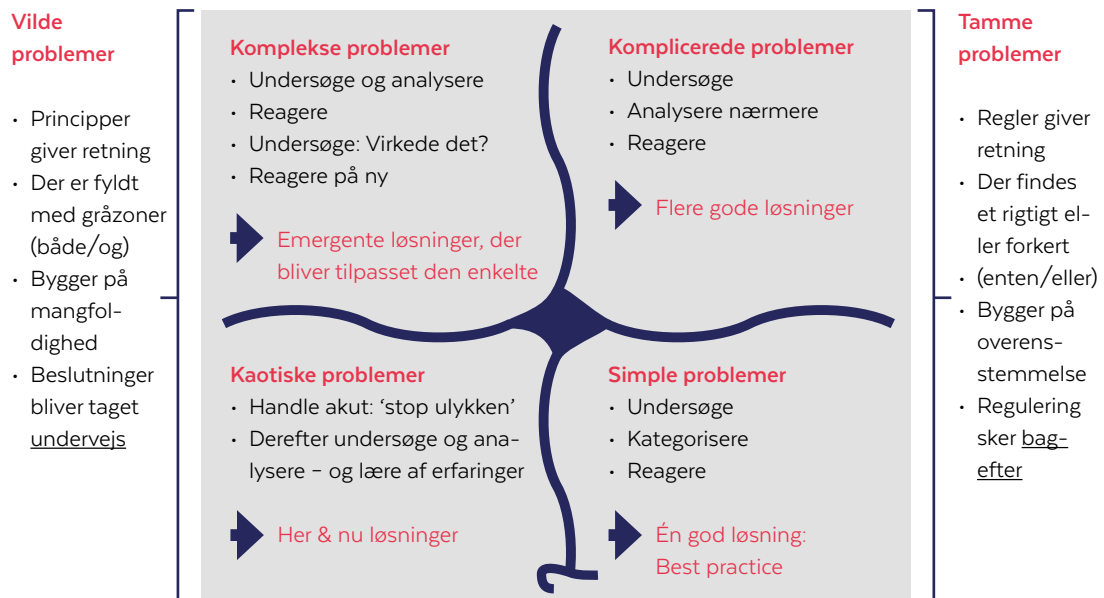 Vilde
problemer
• Principper
giver retning
• Der er fyldt
med gråzoner
(både/og)
• Bygger på
mangfol-
dighed
• Beslutninger
bliver taget
undervejs
Komplekse problemer
• Undersøge og analysere
• Reagere
• Undersøge: Virkede det?
• Reagere på ny
Emergente løsninger, der
bliver tilpasset den enkelte
Komplicerede problemer
• Undersøge
• Analysere nærmere
• Reagere
Flere gode løsninger
Kaotiske problemer
• Handle akut: ‘stop ulykken’
• Derefter undersøge og ana-
lysere – og lære af erfaringer
Her & nu løsninger
Simple problemer
• Undersøge
• Kategorisere
• Reagere
Én god løsning:
Best practice
Tamme
problemer
• Regler giver
retning
• Der findes
et rigtigt el-
ler forkert
• (enten/eller)
• Bygger på
overens-
stemmelse
• Regulering
sker bag-
efter